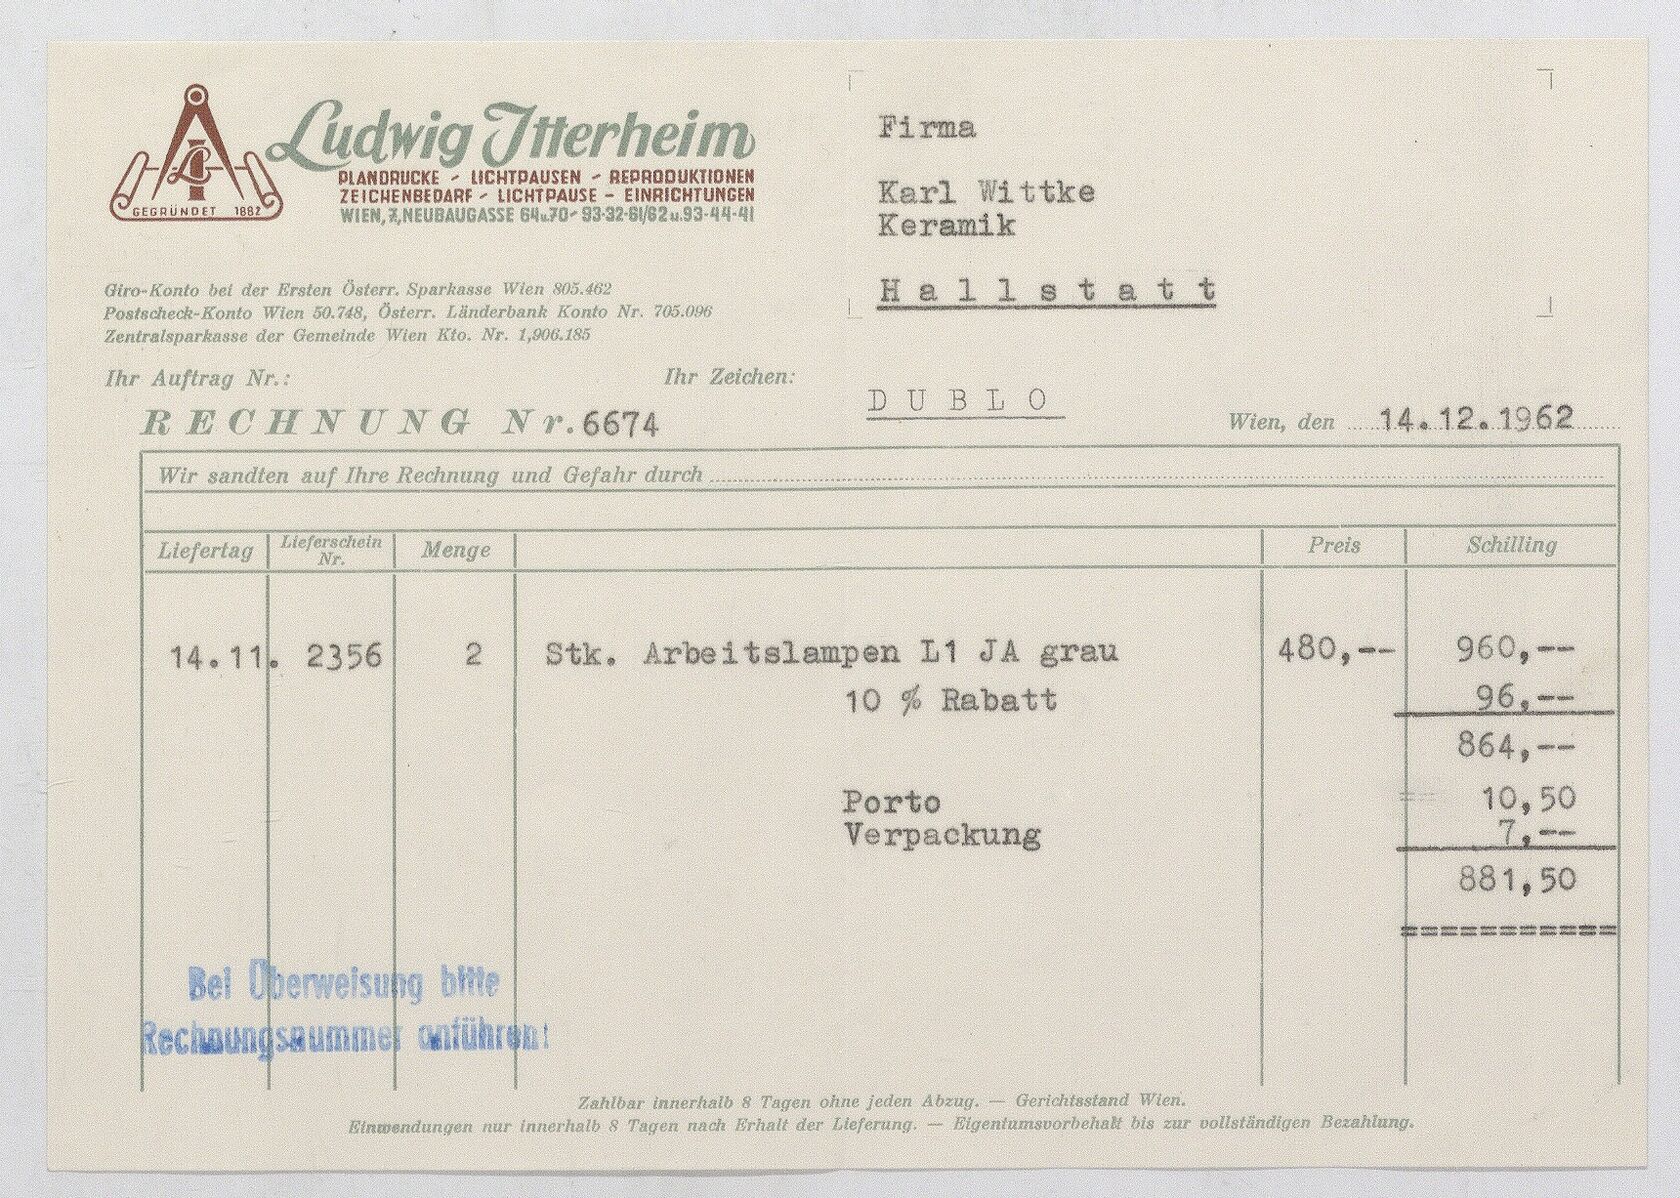 Ludwig Itterheim
PLANDRUCKE - LICHTPAUSEN - REPRODUKTIONEN
ZEICHENBEDARF - LICHTPAUSE - EINRICHTUNGEN
WIEN, 7, NEUBAUGASSE 64 u. 70 - 93-32-61/62 u. 93-44-41
LI
GEGRÜNDET 1882
Firma
Karl Wittke
Keramik
Hallstatt
Giro-Konto bei der Ersten Österr. Sparkasse Wien 805.462
Postscheck-Konto Wien 50.748, Österr. Länderbank Konto Nr. 705.096
Zentralsparkasse der Gemeinde Wien Kto. Nr. 1,906.185
Ihr Auftrag Nr.: Ihr Zeichen:
DUBLO
RECHNUNG Nr. 6674 Wien, den 14.12.1962
Wir sandten auf Ihre Rechnung und Gefahr durch
Liefertag Lieferschein Nr. Menge Preis Schilling
14.11. 2356 2 Stk. Arbeitslampen L1 JA grau 480,-- 960,--
10 % Rabatt 96,--
864,--
Porto 10,50
Verpackung 7,--
881,50
===========
Bei Überweisung bitte
Rechnungsnummer anführen!
Zahlbar innerhalb 8 Tagen ohne jeden Abzug. — Gerichtsstand Wien.
Einwendungen nur innerhalb 8 Tagen nach Erhalt der Lieferung. — Eigentumsvorbehalt bis zur vollständigen Bezahlung.